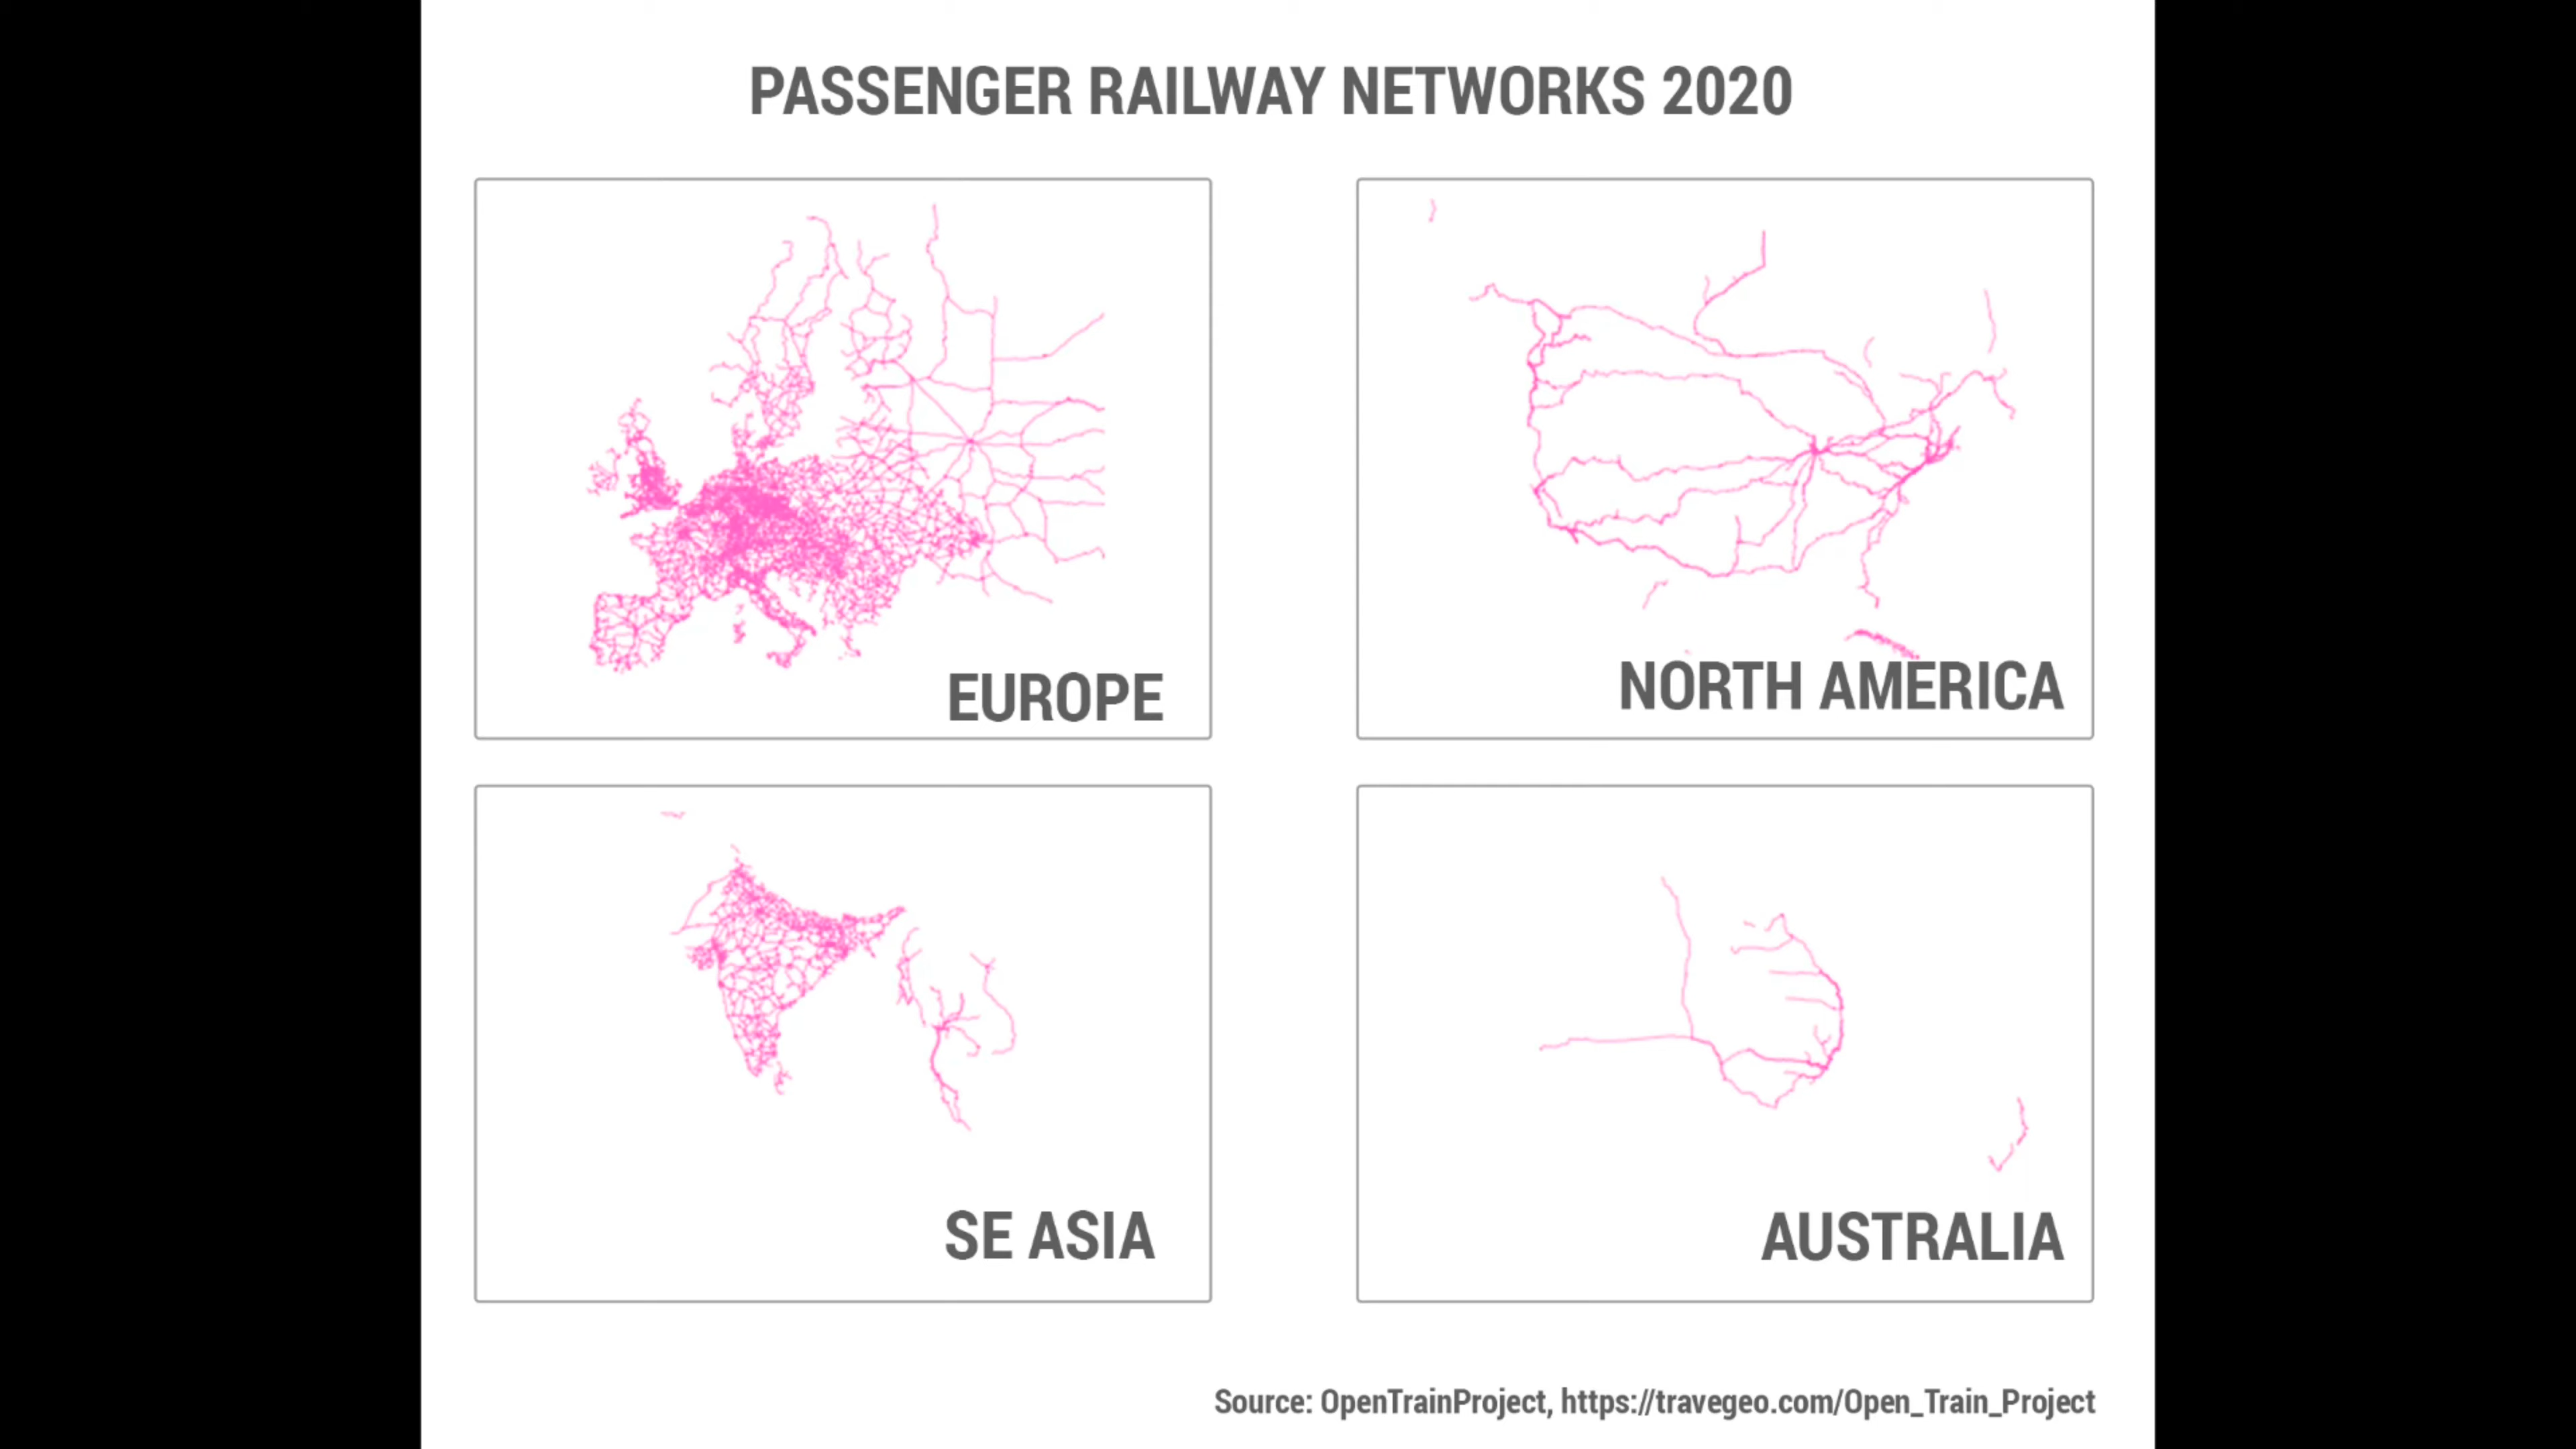 PASSENGER RAILWAY NETWORKS 2020
EUROPE
NORTH AMERICA
SE ASIA
AUSTRALIA
Source: OpenTrainProject, https://travegeo.com/Open_Train_Project